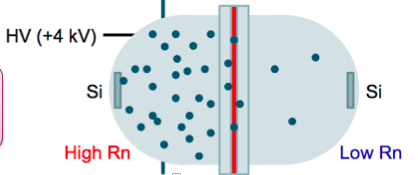 HV (+4 kV)
Si
Si
High Rn
Low Rn